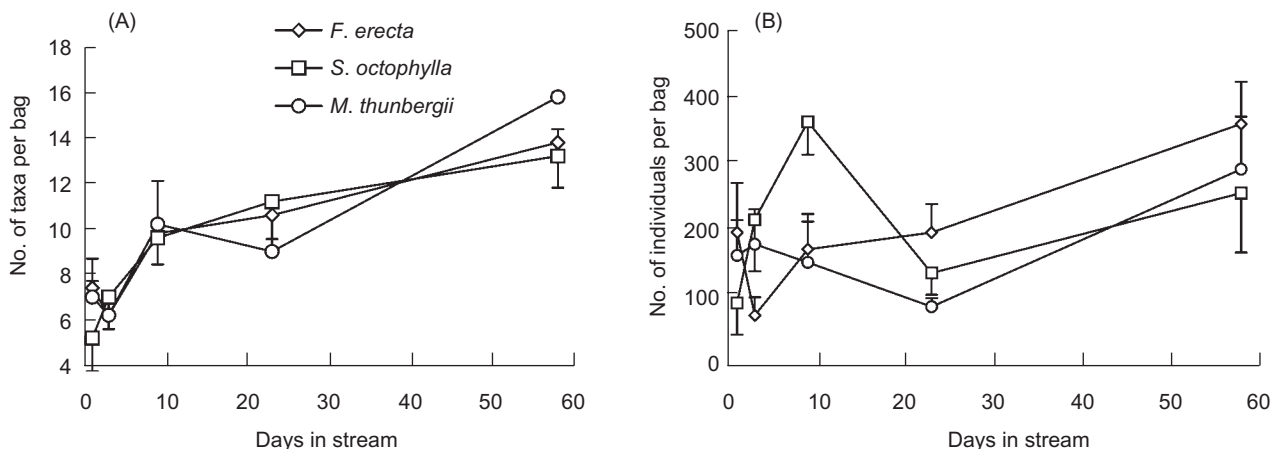 (A)
F. erecta
S. octophylla
M. thunbergii
No. of taxa per bag
18
16
14
12
10
8
6
4
0 10 20 30 40 50 60
Days in stream
(B)
No. of individuals per bag
500
400
300
200
100
0
0 10 20 30 40 50 60
Days in stream